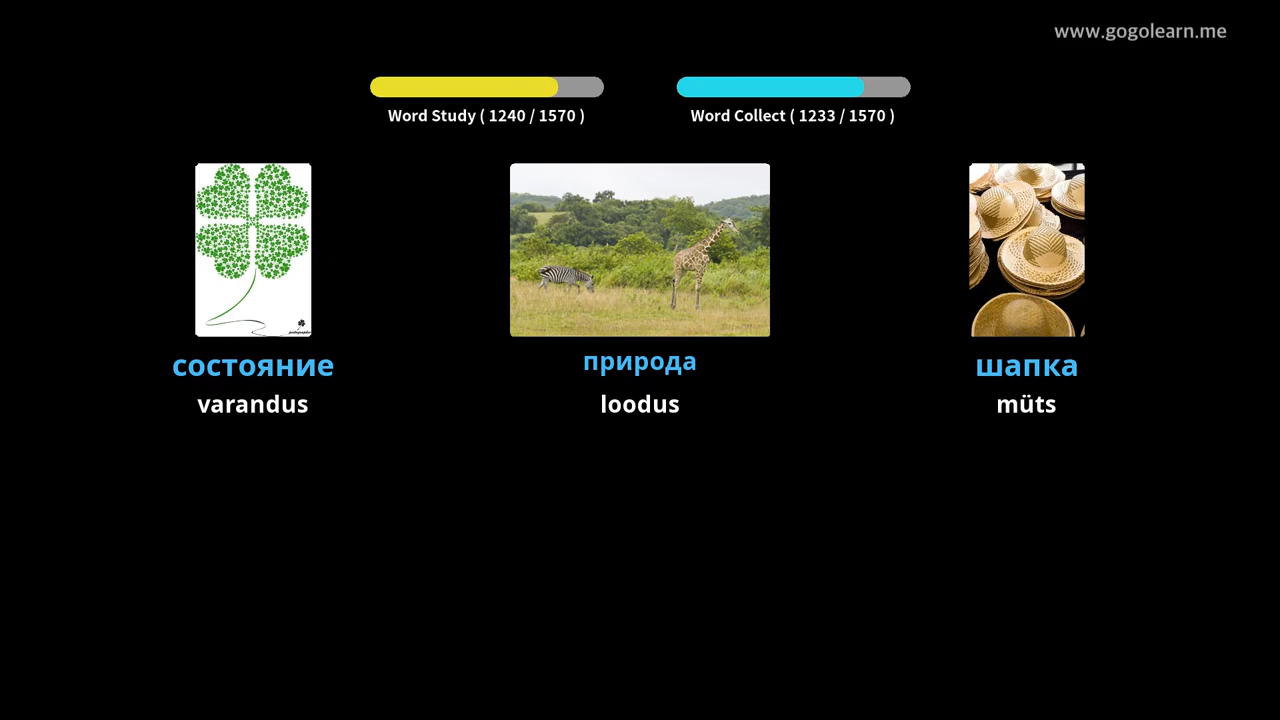 www.gogolearn.me
Word Study ( 1240 / 1570 )
Word Collect ( 1233 / 1570 )
состояние
природа
шапка
varandus
loodus
müts